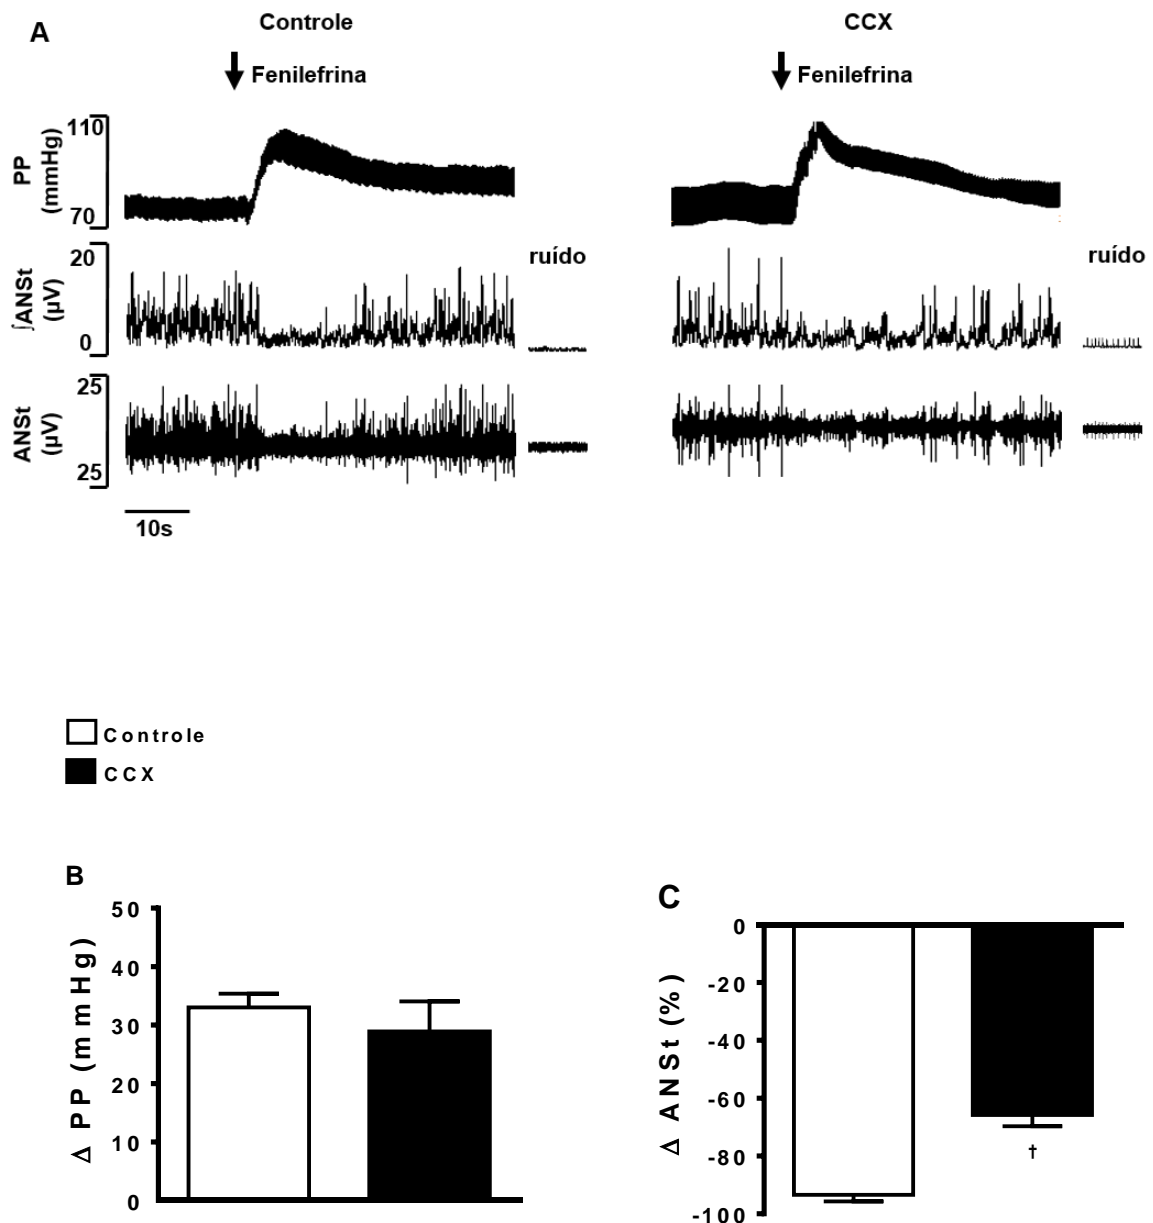 A
Controle
CCX
Fenilefrina
Fenilefrina
PP
(mmHg)
110
70
∫ANSt
(µV)
20
0
ruído
ruído
ANSt
(µV)
25
25
10s
Controle
CCX
B
Δ PP (mmHg)
50
40
30
20
10
0
C
Δ ANSt (%)
0
-20
-40
-60
-80
-100
†